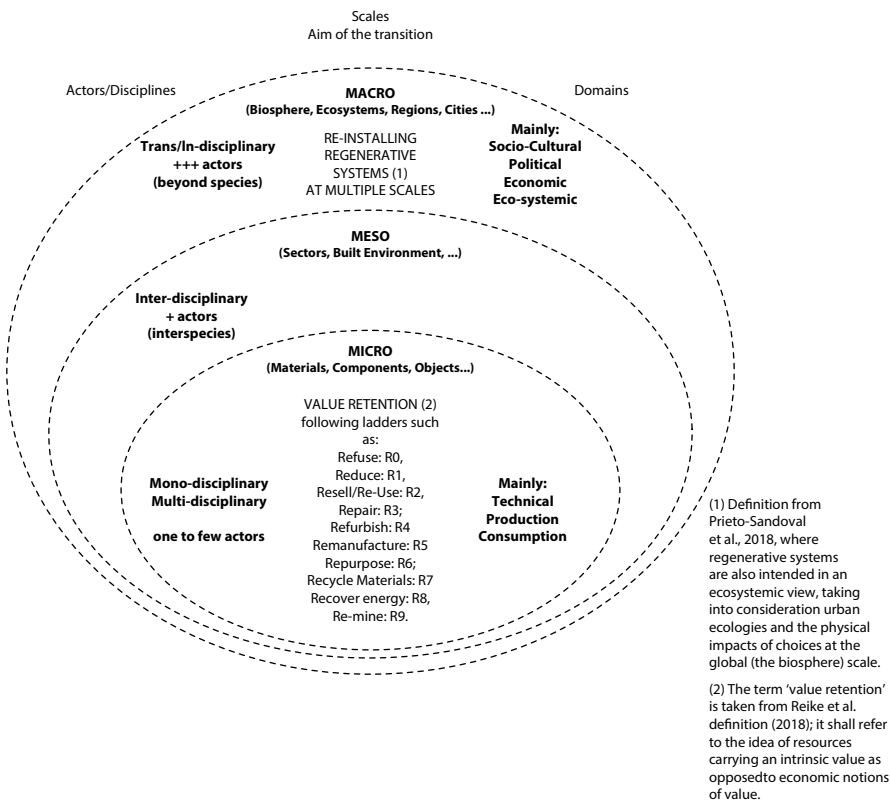 Scales
Aim of the transition
Actors/Disciplines
Domains
MACRO
(Biosphere, Ecosystems, Regions, Cities ...)
Trans/In-disciplinary
+++ actors
(beyond species)
RE-INSTALLING
REGENERATIVE
SYSTEMS (1)
AT MULTIPLE SCALES
Mainly:
Socio-Cultural
Political
Economic
Eco-systemic
MESO
(Sectors, Built Environment, ...)
Inter-disciplinary
+ actors
(interspecies)
MICRO
(Materials, Components, Objects...)
VALUE RETENTION (2)
following ladders such
as:
Refuse: R0,
Reduce: R1,
Resell/Re-Use: R2,
Repair: R3;
Refurbish: R4
Remanufacture: R5
Repurpose: R6;
Recycle Materials: R7
Recover energy: R8,
Re-mine: R9.
Mono-disciplinary
Multi-disciplinary
one to few actors
Mainly:
Technical
Production
Consumption
(1) Definition from
Prieto-Sandoval
et al., 2018, where
regenerative systems
are also intended in an
ecosystemic view, taking
into consideration urban
ecologies and the physical
impacts of choices at the
global (the biosphere) scale.
(2) The term ‘value retention’
is taken from Reike et al.
definition (2018); it shall refer
to the idea of resources
carrying an intrinsic value as
opposedto economic notions
of value.